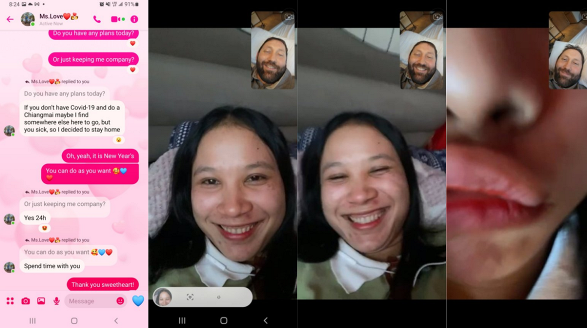 8:24
91%
Ms.Love❤️🥰
Active Now
Do you have any plans today?
Or just keeping me company?
Ms.Love❤️🥰 replied to you
Do you have any plans today?
If you don't have Covid-19 and do a
Chiangmai maybe I find
somewhere else here to go, but
you sick, so I decided to stay home
Oh, yeah, it is New Year's
You can do as you want 🥰💙
Ms.Love❤️🥰 replied to you
Or just keeping me company?
Yes 24h
Ms.Love❤️🥰 replied to you
You can do as you want 🥰💙❤️
Spend time with you
Thank you sweetheart!
Message